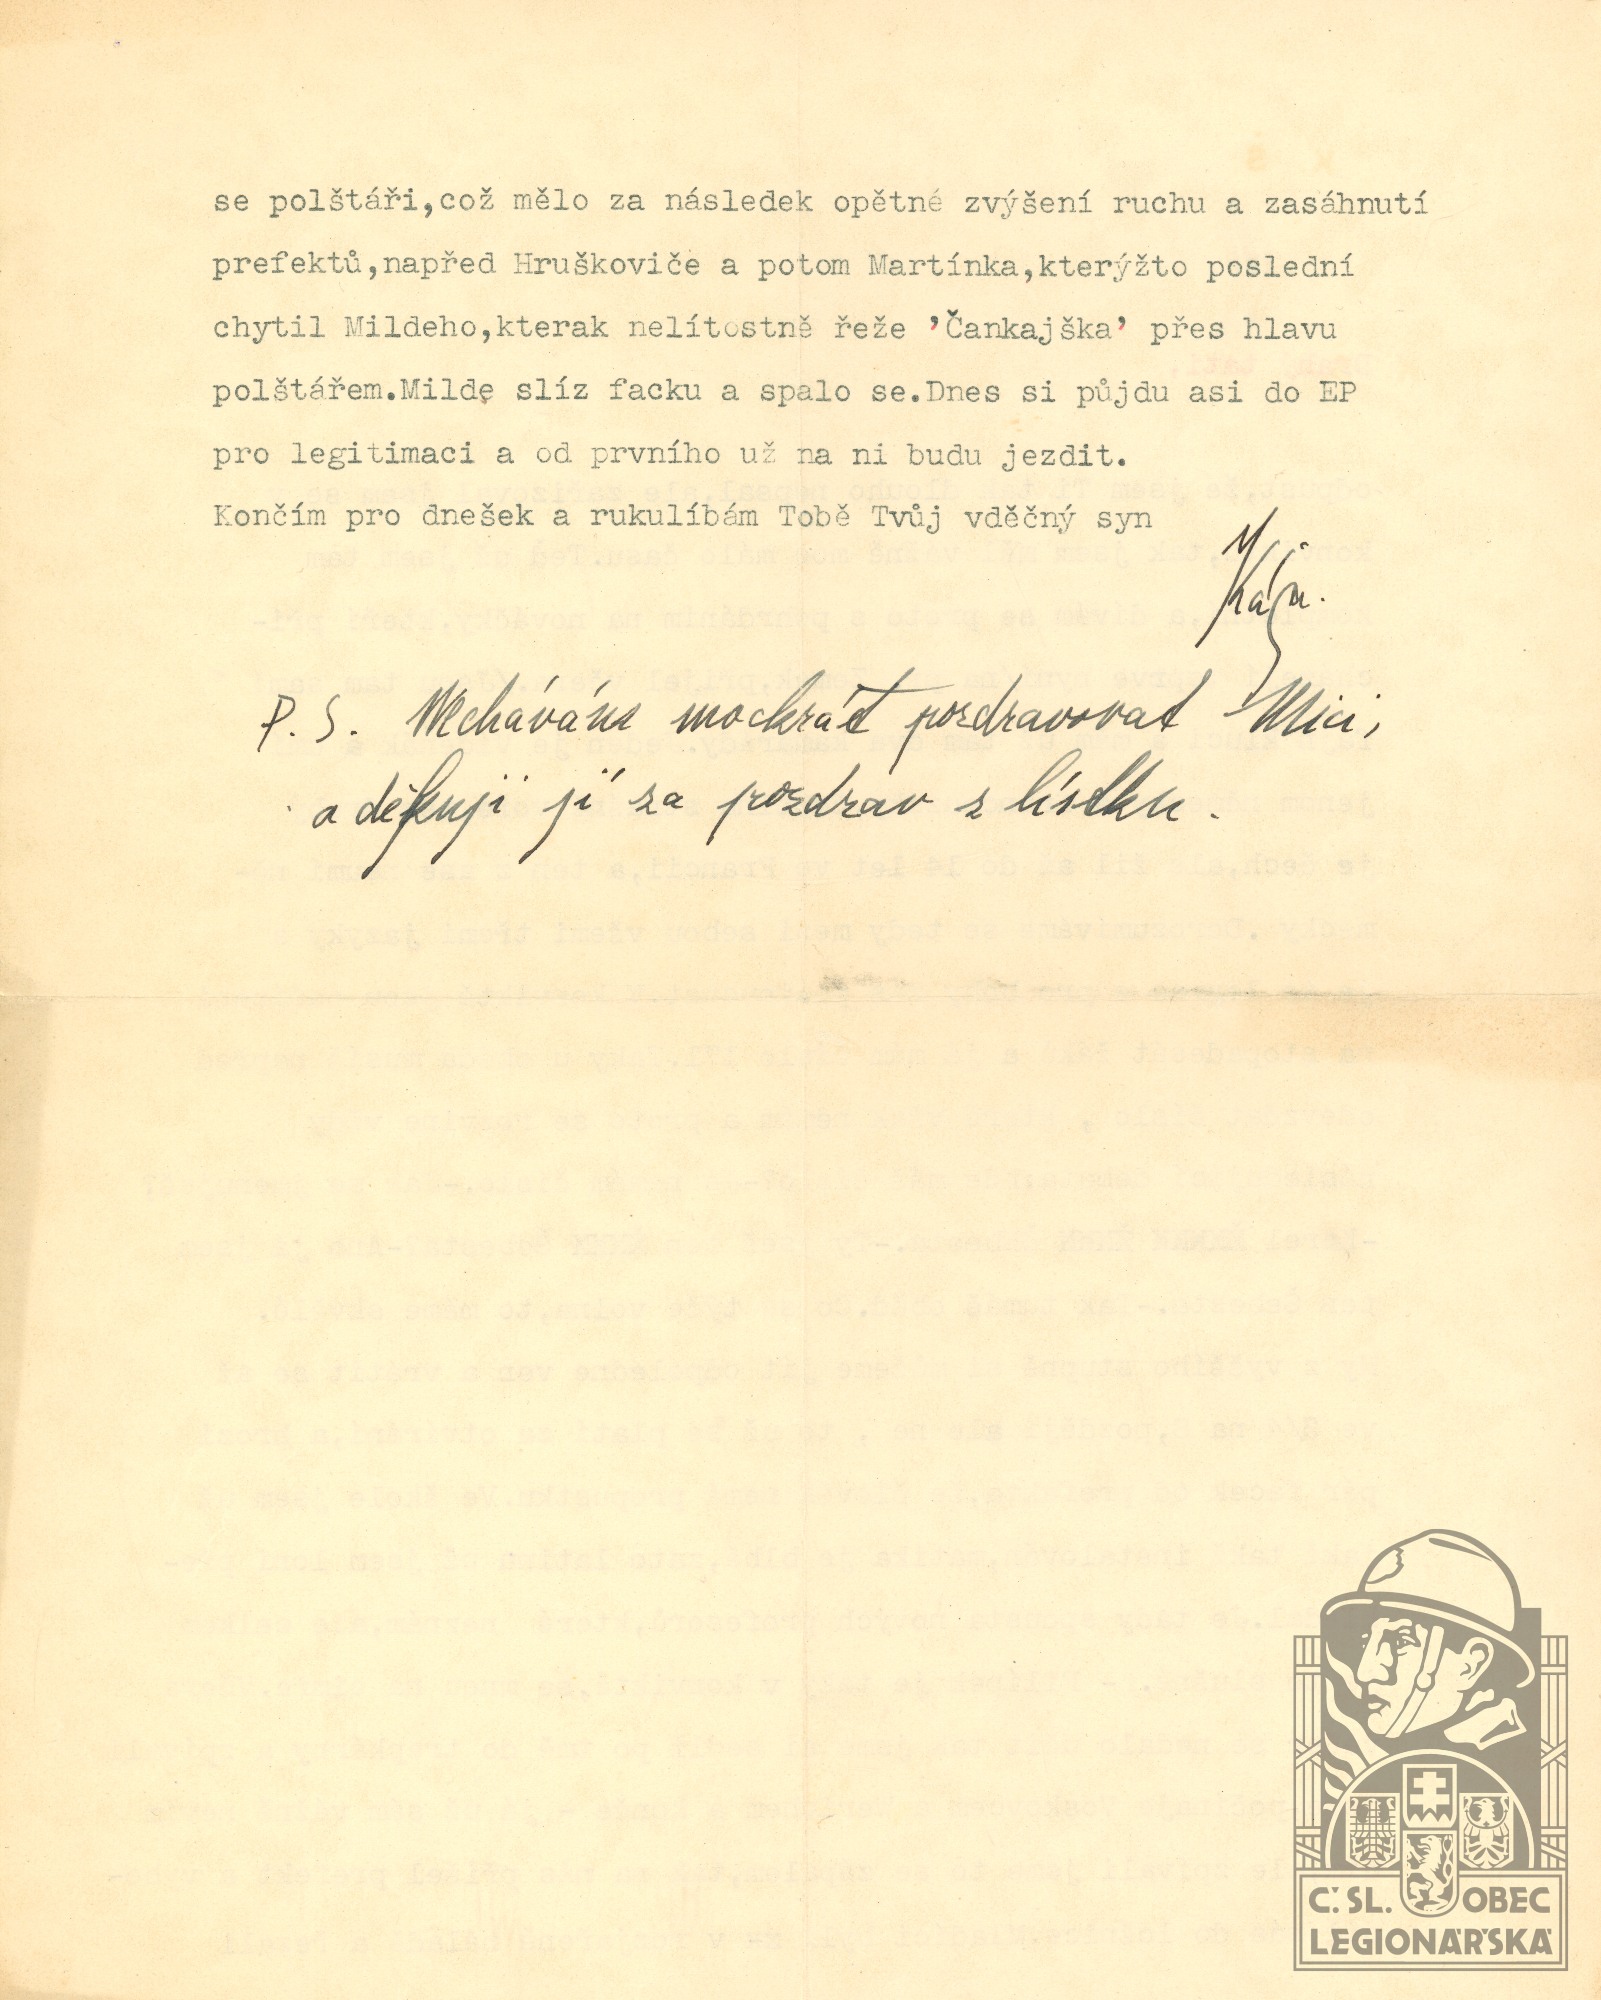 se polštáři,což mělo za následek opětné zvýšení ruchu a zasáhnutí
prefektů,napřed Hruškoviče a potom Martínka,kterýžto poslední
chytil Mildeho,kterak nelítostně řeže 'Čankajška' přes hlavu
polštářem.Milde slíz facku a spalo se.Dnes si půjdu asi do EP
pro legitimaci a od prvního už na ni budu jezdit.
Končím pro dnešek a rukulíbám Tobě Tvůj vděčný syn
Kája.
P.S. mockrát pozdravovat Mici,
a děkuji jí za pozdrav z lístku.
Č.SL. OBEC
LEGIONÁŘSKÁ